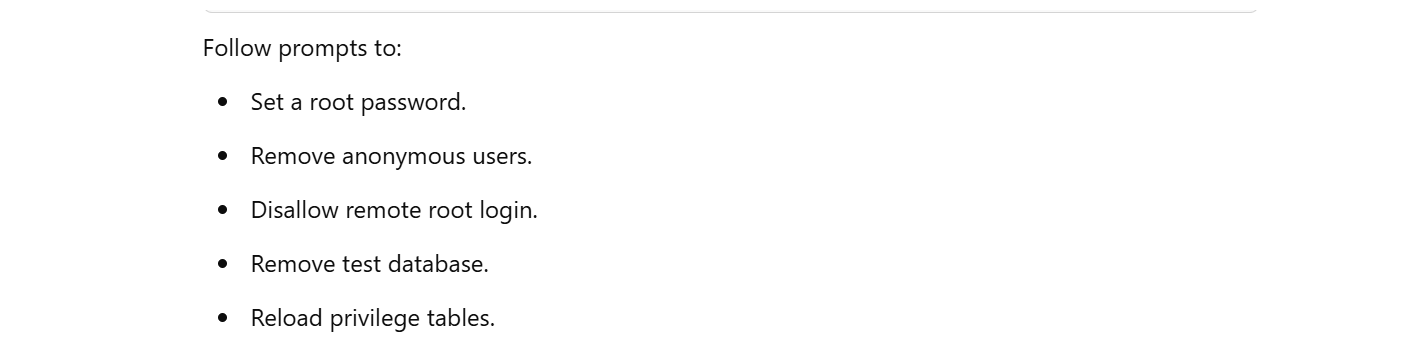 Follow prompts to:
• Set a root password.
• Remove anonymous users.
• Disallow remote root login.
• Remove test database.
• Reload privilege tables.